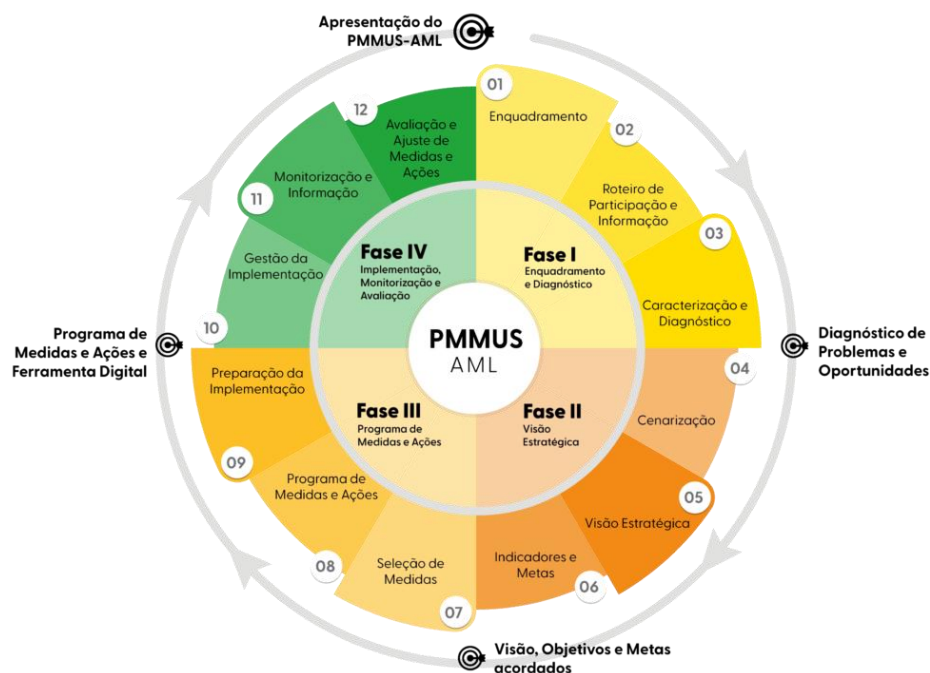 Apresentação do
PMMUS-AML
01
Enquadramento
02
Roteiro de
Participação e
Informação
03
Caracterização e
Diagnóstico
Diagnóstico de
Problemas e
Oportunidades
04
Cenarização
05
Visão Estratégica
06
Indicadores e
Metas
Visão, Objetivos e Metas
acordados
07
Seleção de
Medidas
08
Programa de
Medidas e Ações
09
Preparação da
Implementação
Programa de
Medidas e Ações e
Ferramenta Digital
10
Gestão da
Implementação
11
Monitorização e
Informação
12
Avaliação e
Ajuste de
Medidas e
Ações
Fase I
Enquadramento
e Diagnóstico
Fase II
Visão
Estratégica
Fase III
Programa de
Medidas e Ações
Fase IV
Implementação,
Monitorização e
Avaliação
PMMUS
AML